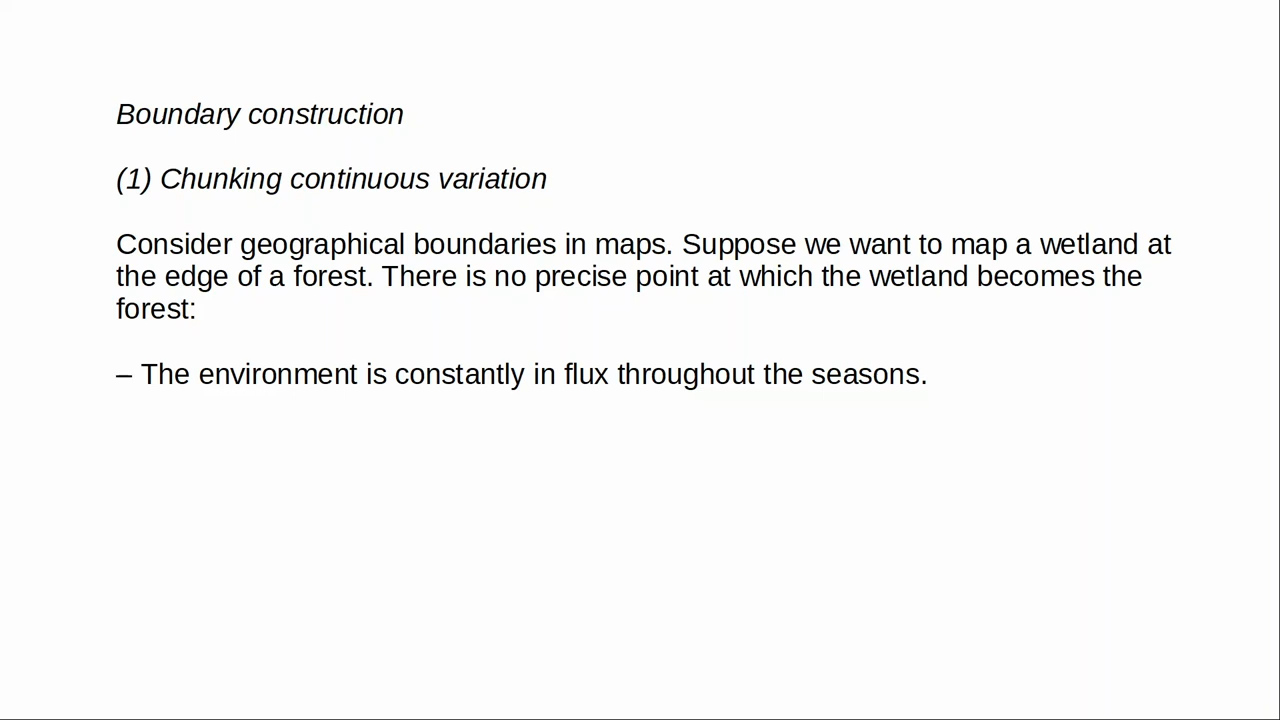 Boundary construction
(1) Chunking continuous variation
Consider geographical boundaries in maps. Suppose we want to map a wetland at
the edge of a forest. There is no precise point at which the wetland becomes the
forest:
– The environment is constantly in flux throughout the seasons.